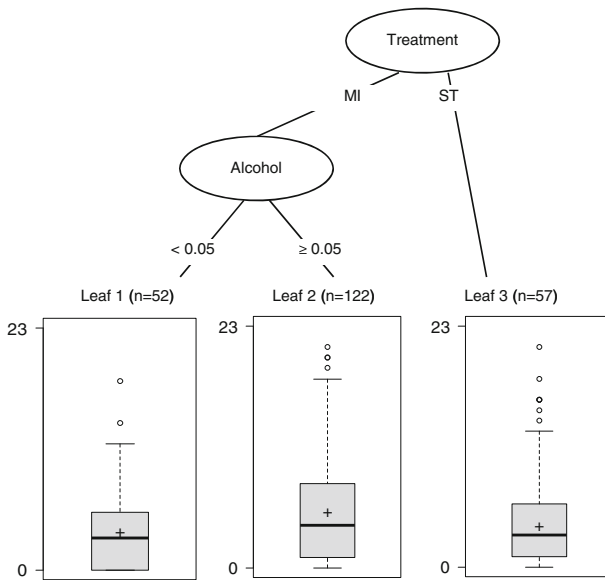 Treatment
MI ST
Alcohol
< 0.05 ≥ 0.05
Leaf 1 (n=52) Leaf 2 (n=122) Leaf 3 (n=57)
23 23 23
0 0 0